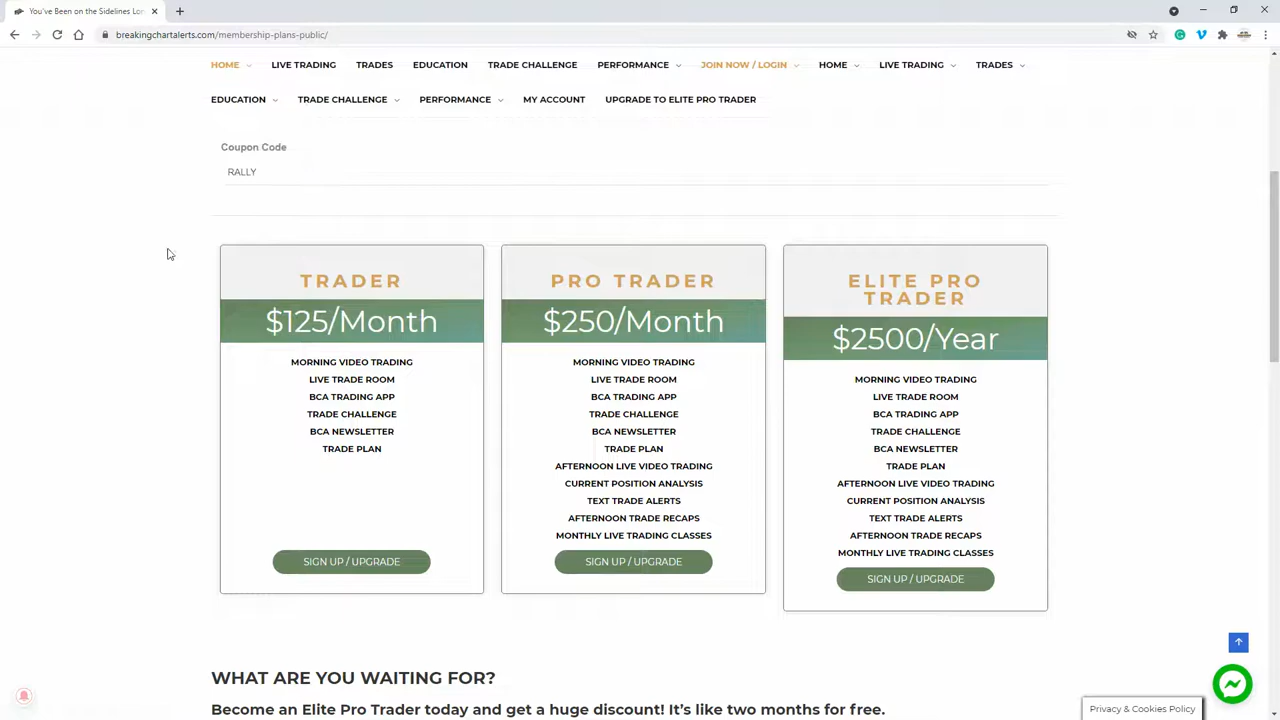 You've Been on the Sidelines Lon
breakingchartalerts.com/membership-plans-public/
HOME LIVE TRADING TRADES EDUCATION TRADE CHALLENGE PERFORMANCE JOIN NOW / LOGIN HOME LIVE TRADING TRADES
EDUCATION TRADE CHALLENGE PERFORMANCE MY ACCOUNT UPGRADE TO ELITE PRO TRADER
Coupon Code
RALLY
TRADER
$125/Month
MORNING VIDEO TRADING
LIVE TRADE ROOM
BCA TRADING APP
TRADE CHALLENGE
BCA NEWSLETTER
TRADE PLAN
SIGN UP / UPGRADE
PRO TRADER
$250/Month
MORNING VIDEO TRADING
LIVE TRADE ROOM
BCA TRADING APP
TRADE CHALLENGE
BCA NEWSLETTER
TRADE PLAN
AFTERNOON LIVE VIDEO TRADING
CURRENT POSITION ANALYSIS
TEXT TRADE ALERTS
AFTERNOON TRADE RECAPS
MONTHLY LIVE TRADING CLASSES
SIGN UP / UPGRADE
ELITE PRO
TRADER
$2500/Year
MORNING VIDEO TRADING
LIVE TRADE ROOM
BCA TRADING APP
TRADE CHALLENGE
BCA NEWSLETTER
TRADE PLAN
AFTERNOON LIVE VIDEO TRADING
CURRENT POSITION ANALYSIS
TEXT TRADE ALERTS
AFTERNOON TRADE RECAPS
MONTHLY LIVE TRADING CLASSES
SIGN UP / UPGRADE
WHAT ARE YOU WAITING FOR?
Become an Elite Pro Trader today and get a huge discount! It's like two months for free.
Privacy & Cookies Policy